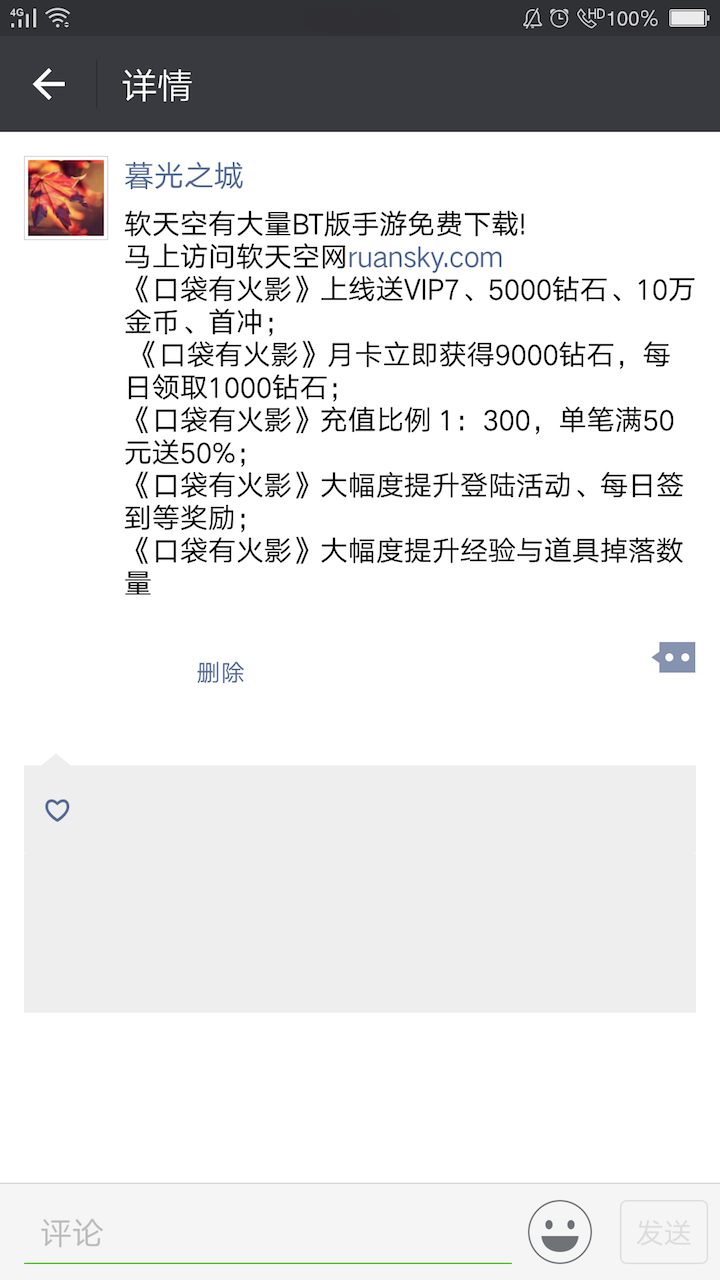 4G HD 100%
详情
暮光之城
软天空有大量BT版手游免费下载!
马上访问软天空网ruansky.com
《口袋有火影》上线送VIP7、5000钻石、10万
金币、首冲；
《口袋有火影》月卡立即获得9000钻石，每
日领取1000钻石；
《口袋有火影》充值比例 1：300，单笔满50
元送50%；
《口袋有火影》大幅度提升登陆活动、每日签
到等奖励；
《口袋有火影》大幅度提升经验与道具掉落数
量
删除
评论
发送